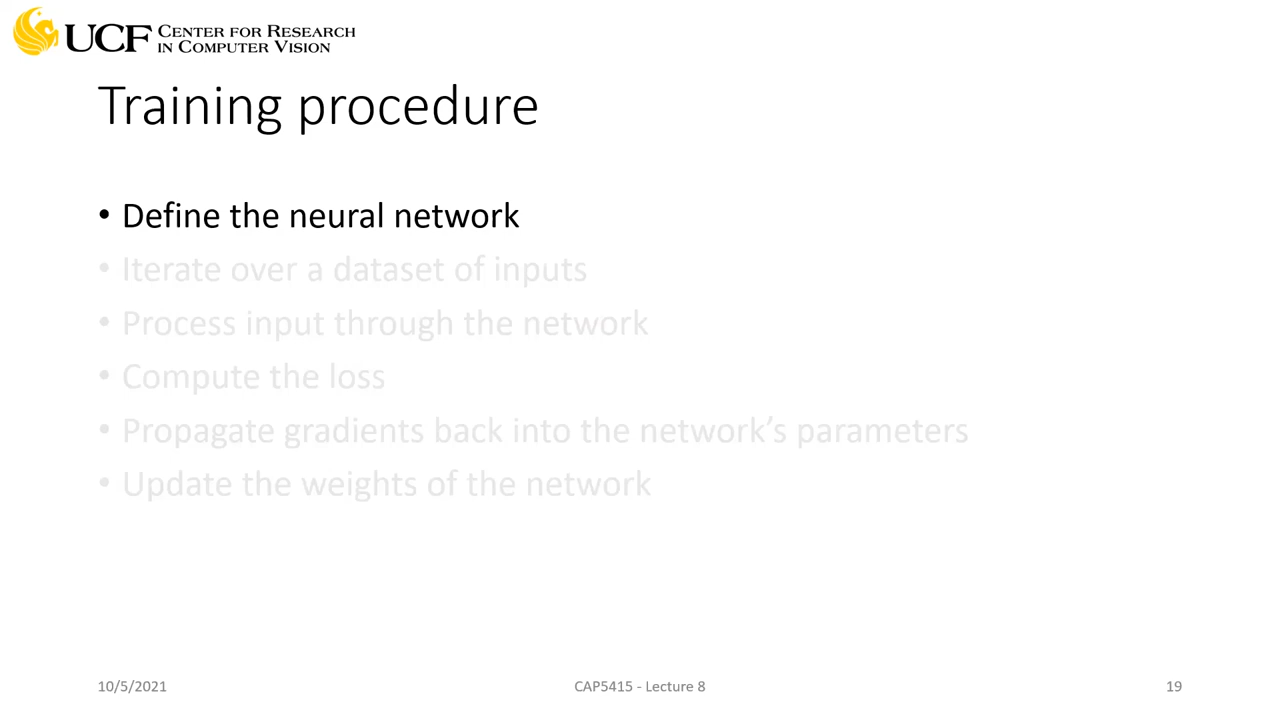 UCF CENTER FOR RESEARCH
IN COMPUTER VISION
Training procedure
• Define the neural network
• Iterate over a dataset of inputs
• Process input through the network
• Compute the loss
• Propagate gradients back into the network’s parameters
• Update the weights of the network
10/5/2021
CAP5415 - Lecture 8
19